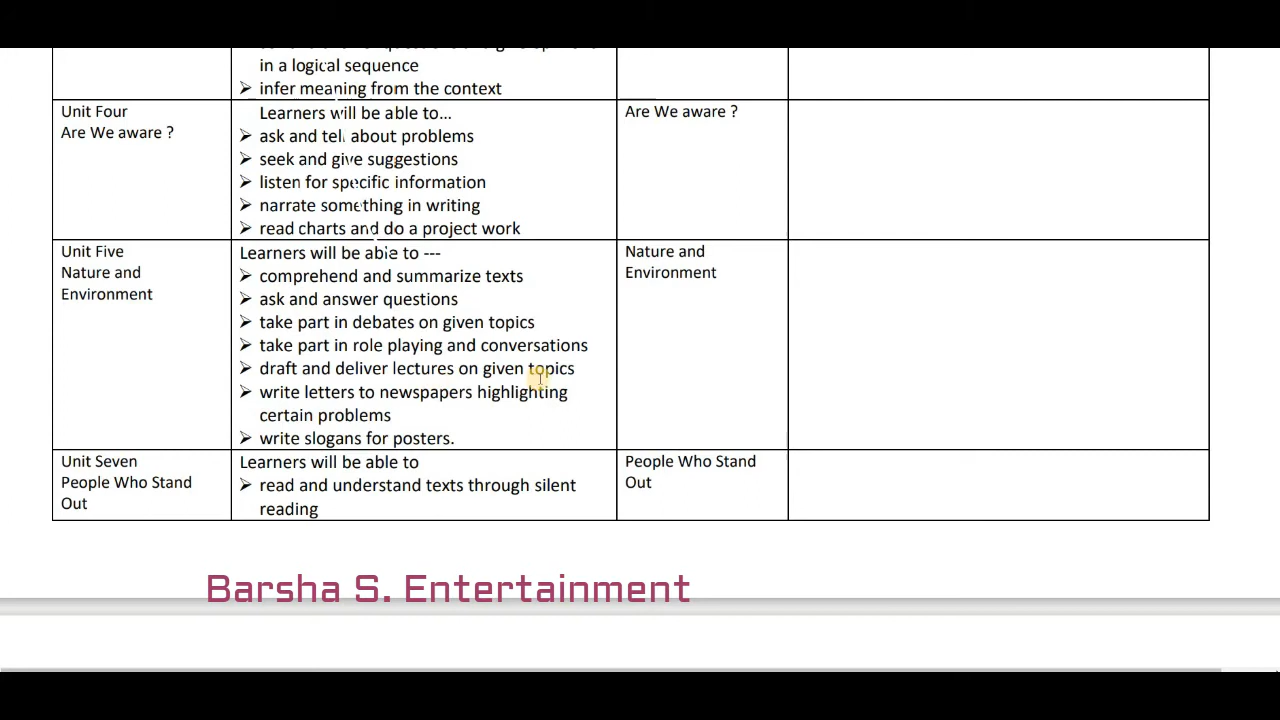 in a logical sequence
➢ infer meaning from the context
Unit Four
Are We aware ?
Learners will be able to...
➢ ask and tell about problems
➢ seek and give suggestions
➢ listen for specific information
➢ narrate something in writing
➢ read charts and do a project work
Are We aware ?
Unit Five
Nature and
Environment
Learners will be able to ---
➢ comprehend and summarize texts
➢ ask and answer questions
➢ take part in debates on given topics
➢ take part in role playing and conversations
➢ draft and deliver lectures on given topics
➢ write letters to newspapers highlighting
certain problems
➢ write slogans for posters.
Nature and
Environment
Unit Seven
People Who Stand
Out
Learners will be able to
➢ read and understand texts through silent
reading
People Who Stand
Out
Barsha S. Entertainment